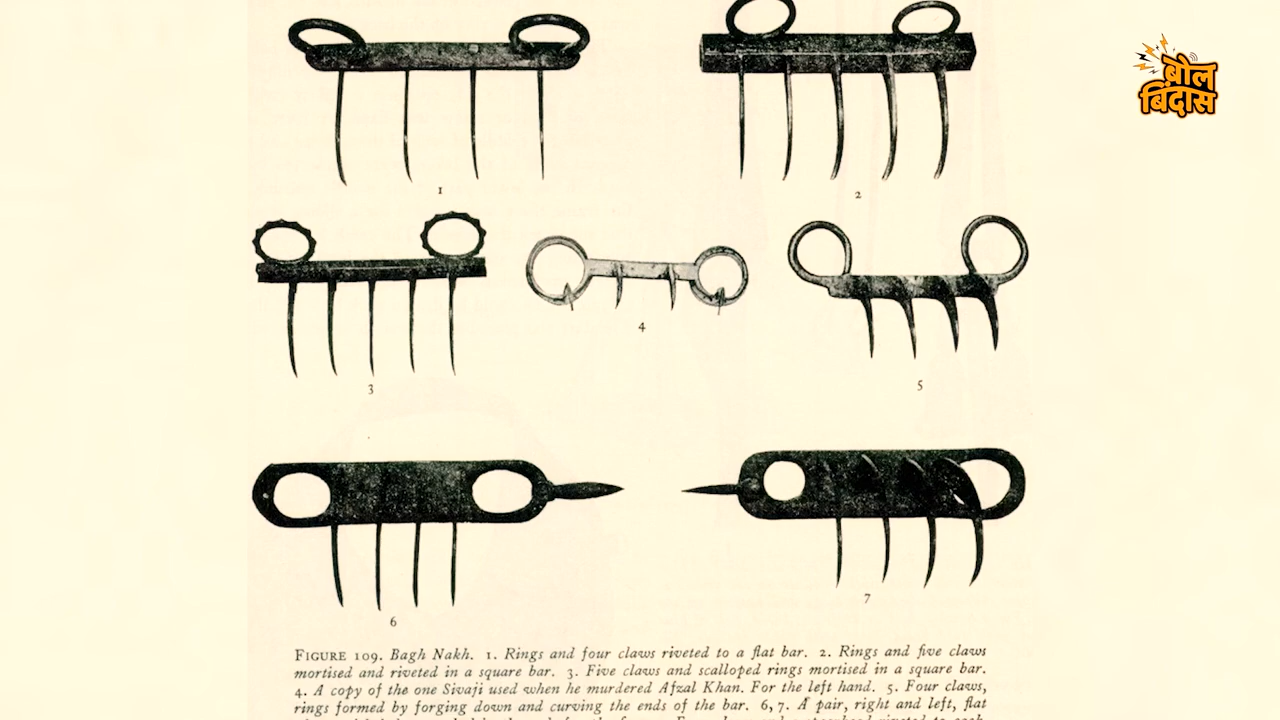 बोल
बिंदास
1
2
3
4
5
6
7
FIGURE 109. Bagh Nakh. 1. Rings and four claws riveted to a flat bar. 2. Rings and five claws
mortised and riveted in a square bar. 3. Five claws and scalloped rings mortised in a square bar.
4. A copy of the one Sivaji used when he murdered Afzal Khan. For the left hand. 5. Four claws,
rings formed by forging down and curving the ends of the bar. 6, 7. A pair, right and left, flat